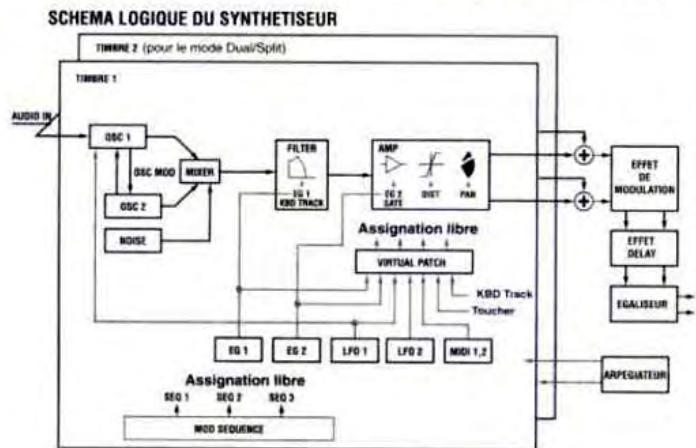 SCHEMA LOGIQUE DU SYNTHETISEUR
TIMBRE 2 (pour le mode Dual/Split)
TIMBRE 1
AUDIO IN
OSC 1
OSC MOD
MIXER
OSC 2
NOISE
FILTER
EG 1
KBD TRACK
AMP
EG 2
GATE
DIST
PAN
EFFET
DE
MODULATION
EFFET
DELAY
EGALISEUR
Assignation libre
VIRTUAL PATCH
KBD Track
Toucher
EG 1
EG 2
LFO 1
LFO 2
MIDI 1,2
ARPEGIATEUR
Assignation libre
SEQ 1
SEQ 2
SEQ 3
MOD SEQUENCE